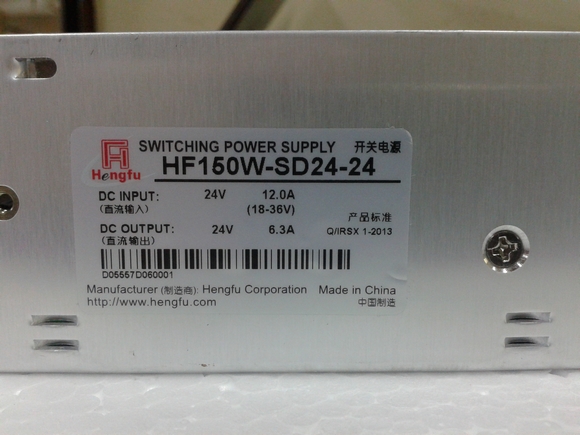 SWITCHING POWER SUPPLY 开关电源
Hengfu
HF150W-SD24-24
DC INPUT: 24V 12.0A
(直流输入) (18-36V)
产品标准
DC OUTPUT: 24V 6.3A Q/IRSX 1-2013
(直流输出)
D05557D060001
Manufacturer (制造商): Hengfu Corporation Made in China
http://www.hengfu.com 中国制造